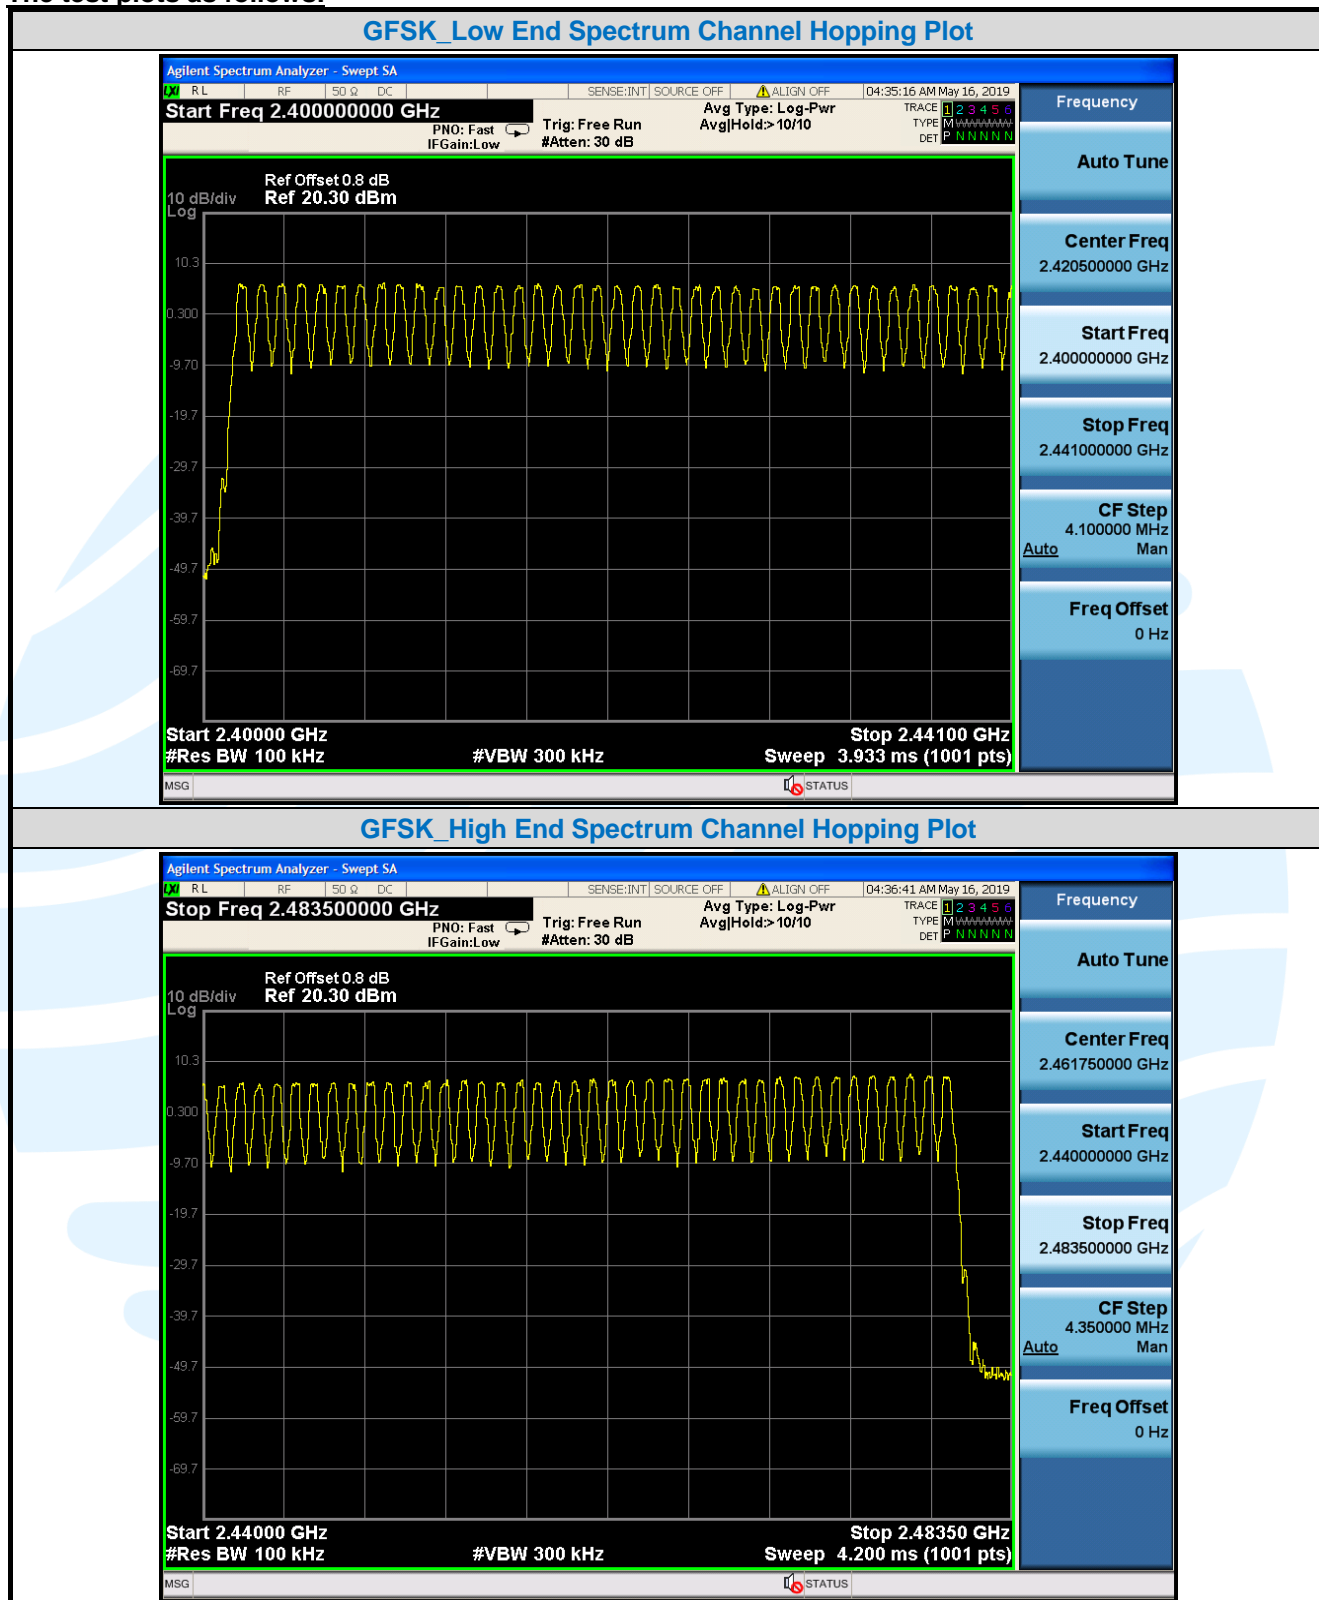 The test plots as follows:
GFSK_Low End Spectrum Channel Hopping Plot
Agilent Spectrum Analyzer - Swept SA
LXI RL RF 50 Ω DC SENSE:INT SOURCE OFF ALIGN OFF 04:35:16 AM May 16, 2019
Start Freq 2.400000000 GHz
PNO: Fast
IFGain:Low
Trig: Free Run
#Atten: 30 dB
Avg Type: Log-Pwr
Avg|Hold:>10/10
TRACE 1 2 3 4 5 6
TYPE M WWWWW
DET P N N N N N
Ref Offset 0.8 dB
10 dB/div Ref 20.30 dBm
Log
10.3
0.300
-9.70
-19.7
-29.7
-39.7
-49.7
-59.7
-69.7
Start 2.40000 GHz Stop 2.44100 GHz
#Res BW 100 kHz #VBW 300 kHz Sweep 3.933 ms (1001 pts)
MSG STATUS
Frequency
Auto Tune
Center Freq
2.420500000 GHz
Start Freq
2.400000000 GHz
Stop Freq
2.441000000 GHz
CF Step
4.100000 MHz
Auto Man
Freq Offset
0 Hz
GFSK_High End Spectrum Channel Hopping Plot
Agilent Spectrum Analyzer - Swept SA
LXI RL RF 50 Ω DC SENSE:INT SOURCE OFF ALIGN OFF 04:36:41 AM May 16, 2019
Stop Freq 2.483500000 GHz
PNO: Fast
IFGain:Low
Trig: Free Run
#Atten: 30 dB
Avg Type: Log-Pwr
Avg|Hold:>10/10
TRACE 1 2 3 4 5 6
TYPE M WWWWW
DET P N N N N N
Ref Offset 0.8 dB
10 dB/div Ref 20.30 dBm
Log
10.3
0.300
-9.70
-19.7
-29.7
-39.7
-49.7
-59.7
-69.7
Start 2.44000 GHz Stop 2.48350 GHz
#Res BW 100 kHz #VBW 300 kHz Sweep 4.200 ms (1001 pts)
MSG STATUS
Frequency
Auto Tune
Center Freq
2.461750000 GHz
Start Freq
2.440000000 GHz
Stop Freq
2.483500000 GHz
CF Step
4.350000 MHz
Auto Man
Freq Offset
0 Hz